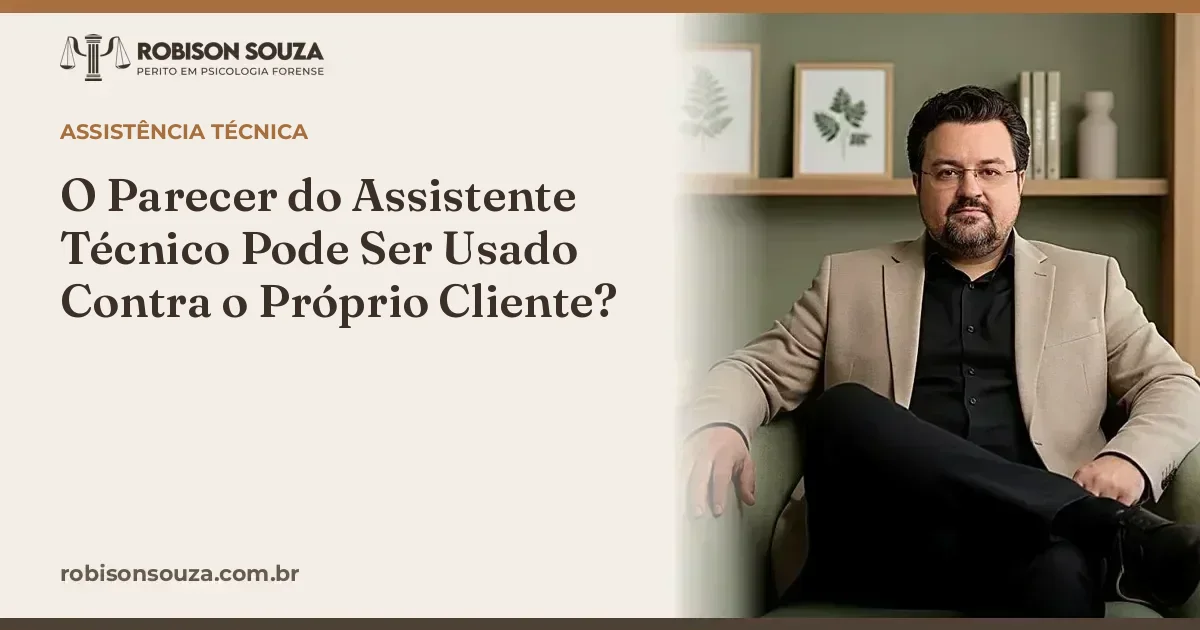 ROBISON SOUZA
PERITO EM PSICOLOGIA FORENSE
ASSISTÊNCIA TÉCNICA
O Parecer do Assistente
Técnico Pode Ser Usado
Contra o Próprio Cliente?
robisonsouza.com.br